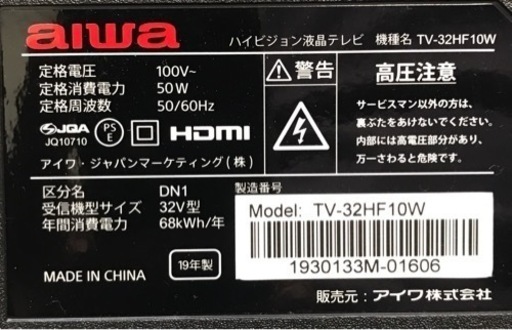 aiwa
ハイビジョン液晶テレビ 機種名 TV-32HF10W
定格電圧 100V~
定格消費電力 50W
定格周波数 50/60Hz
JQA
JQ10710
PS
E
HDMI
アイワ・ジャパンマーケティング(株)
警告
高圧注意
サービスマン以外の方は、
裏ぶたをあけないでください。
内部には高電圧部分があり、
万一さわると危険です。
区分名 DN1
受信機型サイズ 32V型
年間消費電力 68kWh/年
MADE IN CHINA
19年製
製造番号
Model: TV-32HF10W
1930133M-01606
販売元:アイワ株式会社